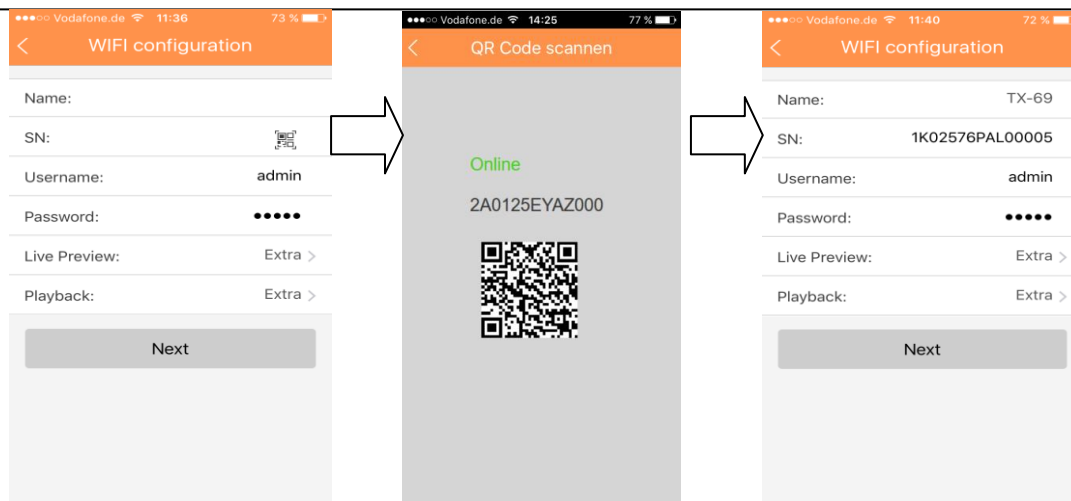 Vodafone.de 11:36 73 %
WIFI configuration
Name:
SN:
Username: admin
Password: •••••
Live Preview: Extra
Playback: Extra
Next
Vodafone.de 14:25 77 %
QR Code scannen
Online
2A0125EYAZ000
Vodafone.de 11:40 72 %
WIFI configuration
Name: TX-69
SN: 1K02576PAL00005
Username: admin
Password: •••••
Live Preview: Extra
Playback: Extra
Next